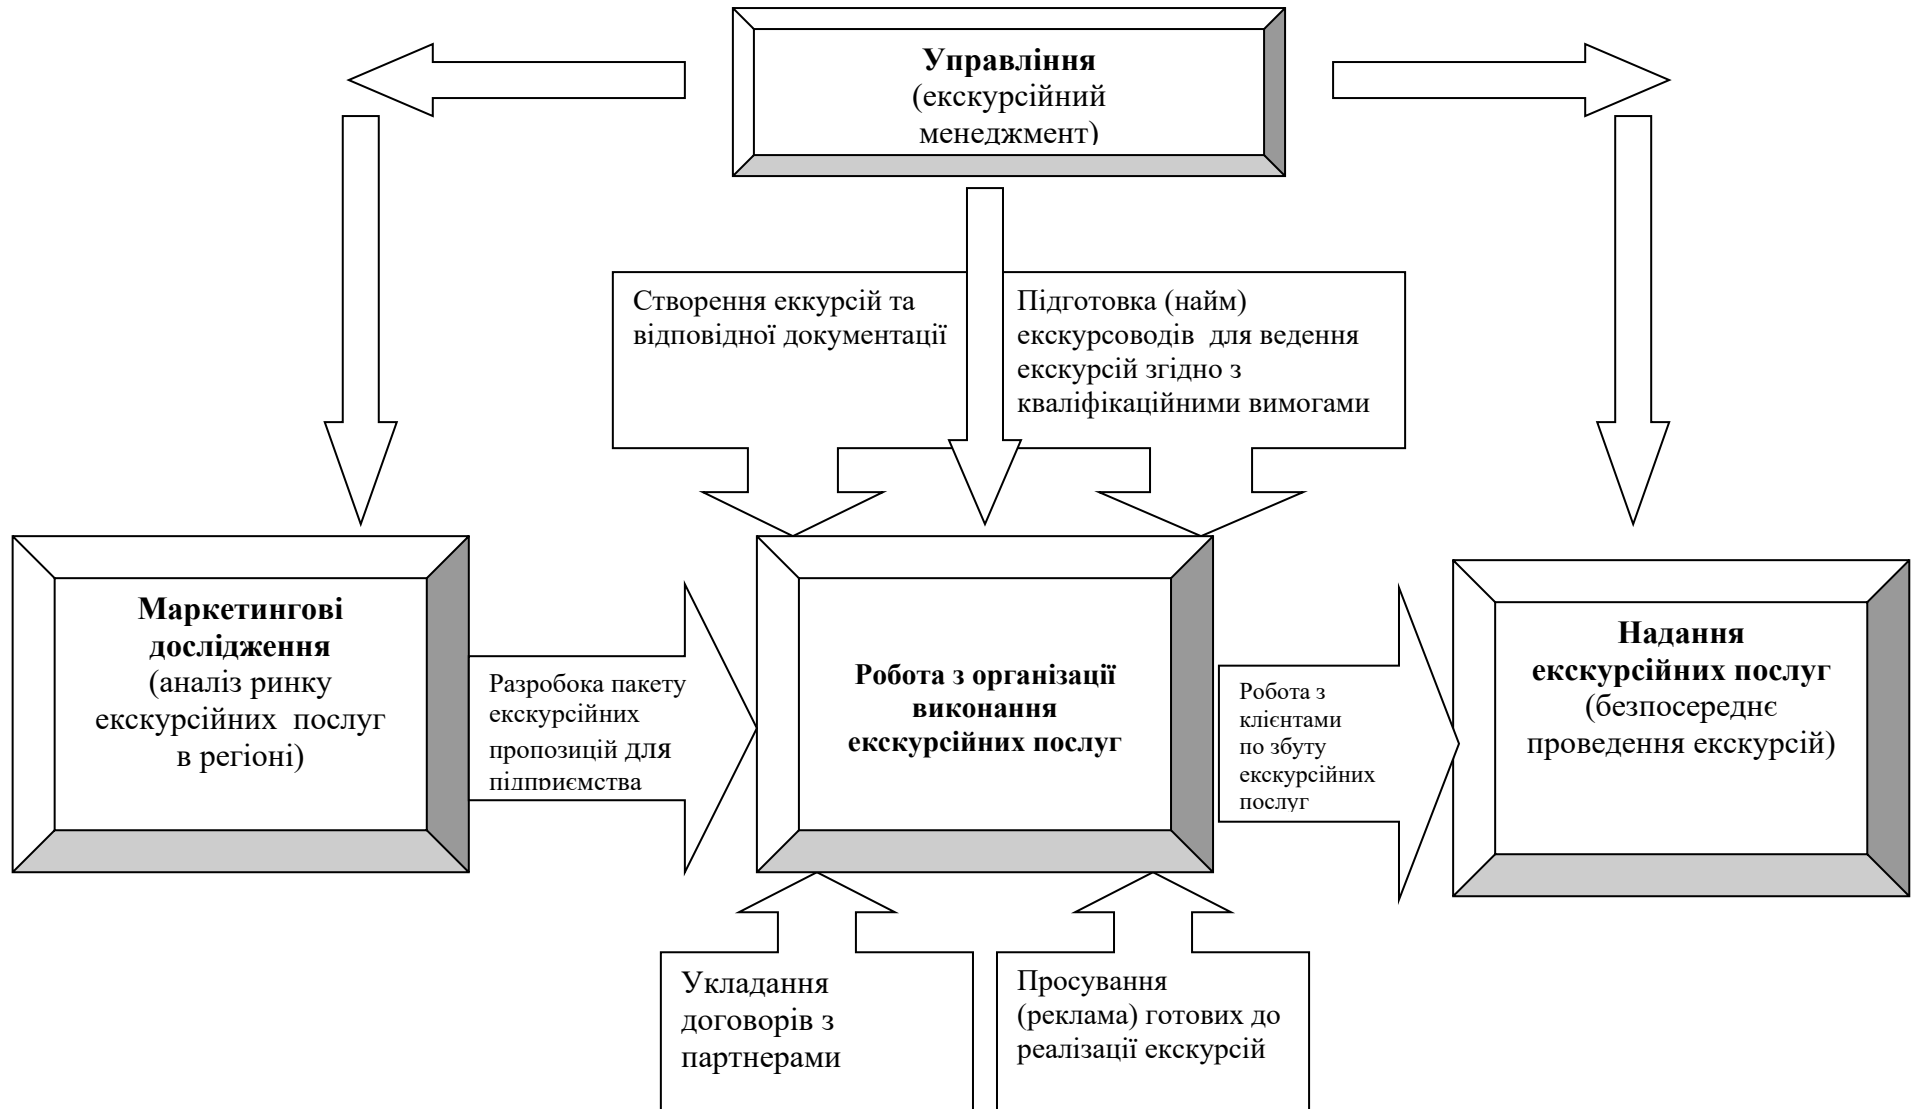 Управління
(екскурсійний
менеджмент)
Створення еккурсій та
відповідної документації
Підготовка (найм)
екскурсоводів для ведення
екскурсій згідно з
кваліфікаційними вимогами
Маркетингові
дослідження
(аналіз ринку
екскурсійних послуг
в регіоні)
Разробока пакету
екскурсійних
пропозицій для
підприємства
Робота з організації
виконання
екскурсійних послуг
Робота з
клієнтами
по збуту
екскурсійних
послуг
Надання
екскурсійних послуг
(безпосереднє
проведення екскурсій)
Укладання
договорів з
партнерами
Просування
(реклама) готових до
реалізації екскурсій